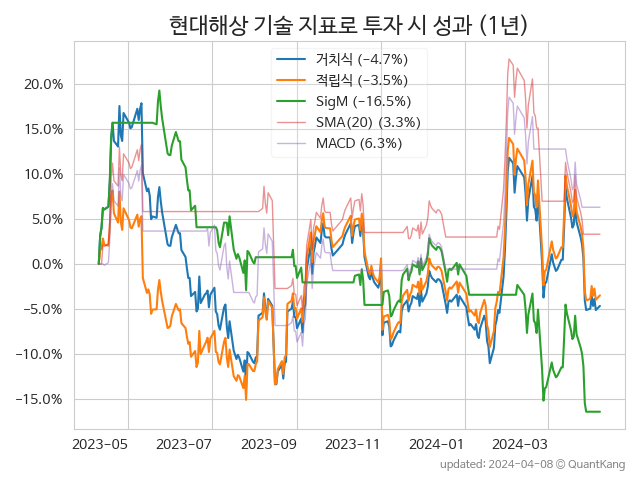 현대해상 기술 지표로 투자 시 성과 (1년)
거치식 (−4.7%)
적립식 (−3.5%)
SigM (−16.5%)
SMA(20) (3.3%)
MACD (6.3%)
20.0%
15.0%
10.0%
5.0%
0.0%
−5.0%
−10.0%
−15.0%
2023-05 2023-07 2023-09 2023-11 2024-01 2024-03
updated: 2024-04-08 © QuantKang